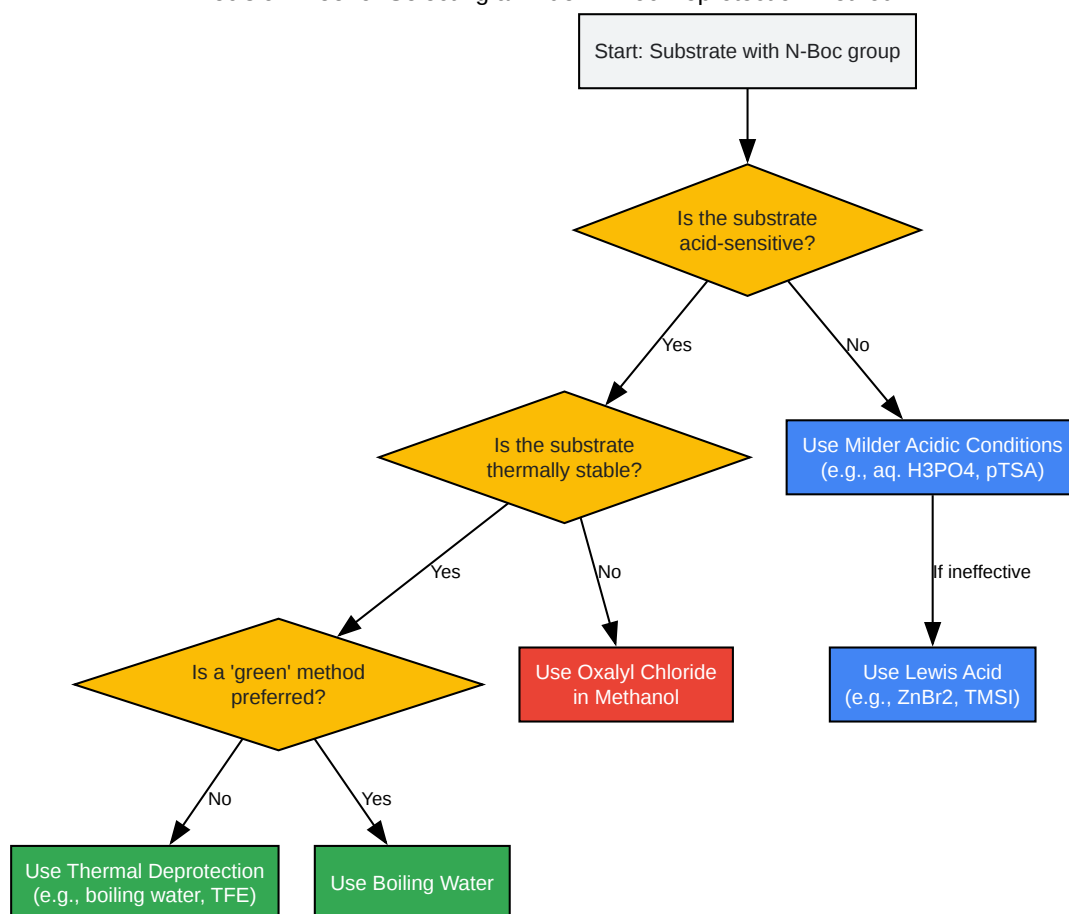 Start: Substrate with N-Boc group
Is the substrate
acid-sensitive?
Yes
No
Is the substrate
thermally stable?
Use Milder Acidic Conditions
(e.g., aq. H3PO4, pTSA)
Yes
No
If ineffective
Is a 'green' method
preferred?
Use Oxalyl Chloride
in Methanol
Use Lewis Acid
(e.g., ZnBr2, TMSI)
No
Yes
Use Thermal Deprotection
(e.g., boiling water, TFE)
Use Boiling Water